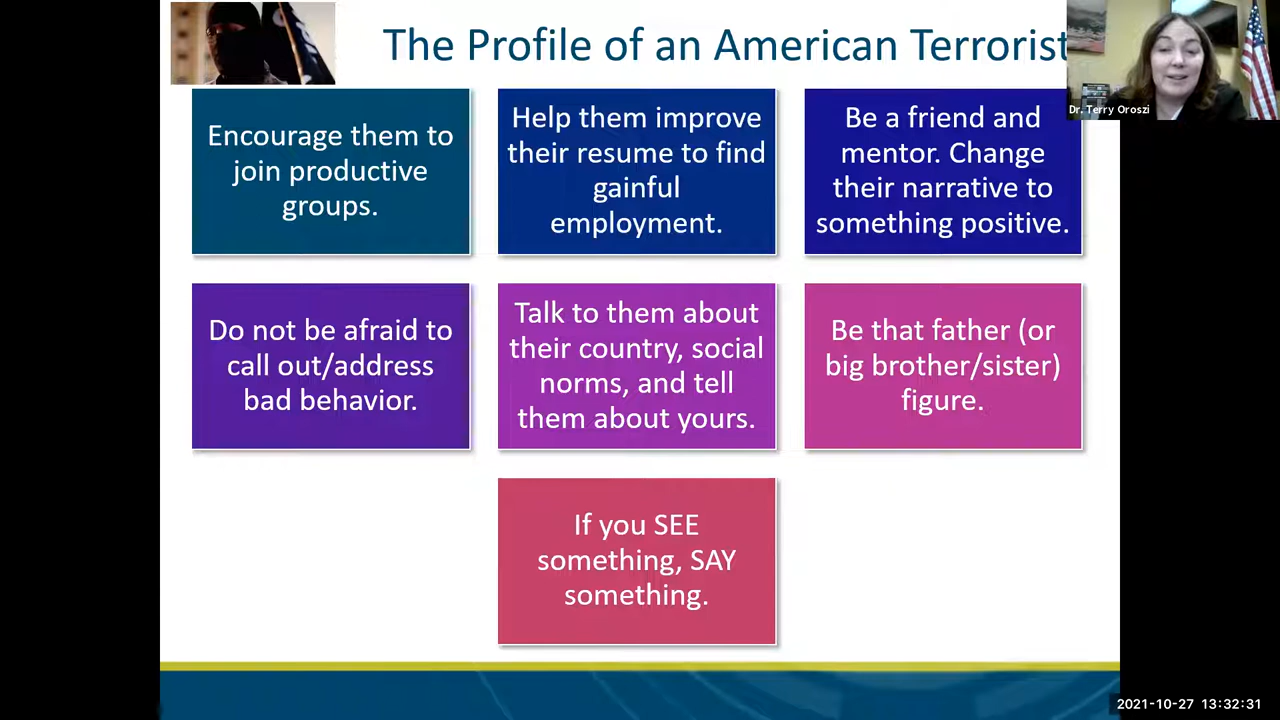 The Profile of an American Terrorist
Dr. Terry Oroszi
Encourage them to
join productive
groups.
Help them improve
their resume to find
gainful
employment.
Be a friend and
mentor. Change
their narrative to
something positive.
Do not be afraid to
call out/address
bad behavior.
Talk to them about
their country, social
norms, and tell
them about yours.
Be that father (or
big brother/sister)
figure.
If you SEE
something, SAY
something.
2021-10-27 13:32:31